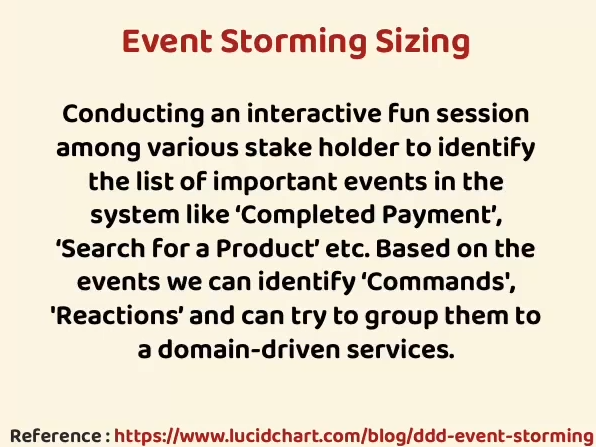 Event Storming Sizing
Conducting an interactive fun session
among various stake holder to identify
the list of important events in the
system like ‘Completed Payment’,
‘Search for a Product’ etc. Based on the
events we can identify ‘Commands',
'Reactions’ and can try to group them to
a domain-driven services.
Reference : https://www.lucidchart.com/blog/ddd-event-storming